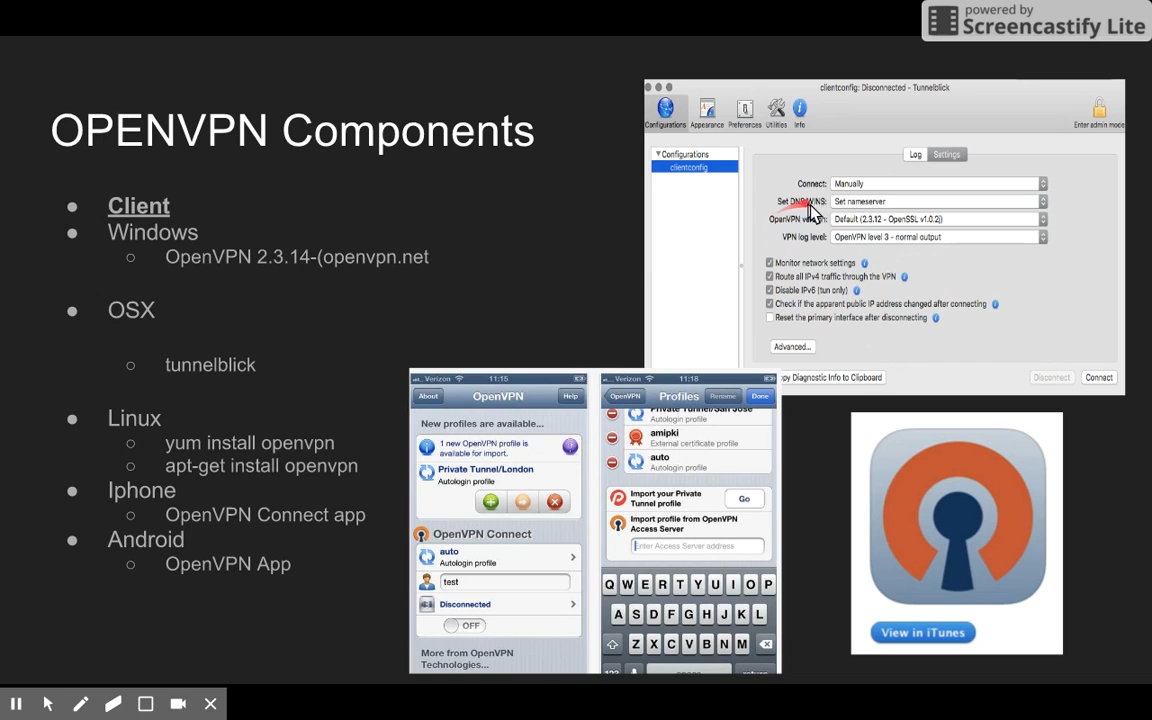 powered by
Screencastify Lite
OPENVPN Components
Client
Windows
OpenVPN 2.3.14-(openvpn.net
OSX
tunnelblick
Linux
yum install openvpn
apt-get install openvpn
Iphone
OpenVPN Connect app
Android
OpenVPN App
clientconfig: Disconnected - Tunnelblick
Configurations Appearance Preferences Utilities Info Enter admin mode
Configurations
clientconfig
Log Settings
Connect: Manually
Set Set nameserver
OpenVPN Default (2.3.12 - OpenSSL v1.0.2j)
VPN log level: OpenVPN level 3 - normal output
Monitor network settings
Route all IPv4 traffic through the VPN
Disable IPv6 (tun only)
Check if the apparent public IP address changed after connecting
Reset the primary interface after disconnecting
Advanced...
Diagnostic Info to Clipboard Disconnect Connect
Verizon 11:15
About OpenVPN Help
New profiles are available...
1 new OpenVPN profile is
available for import.
Private Tunnel/London
Autologin profile
OpenVPN Connect
auto
Autologin profile
test
Disconnected
OFF
More from OpenVPN
Technologies...
Verizon 11:18
OpenVPN Profiles Rename Done
Private Tunnel/San Jose
Autologin profile
amipki
External certificate profile
auto
Autologin profile
Import your Private
Tunnel profile
Go
Import profile from OpenVPN
Access Server
Enter Access Server address
Q W E R T Y U I O P
A S D F G H J K L
Z X C V B N M
View in iTunes